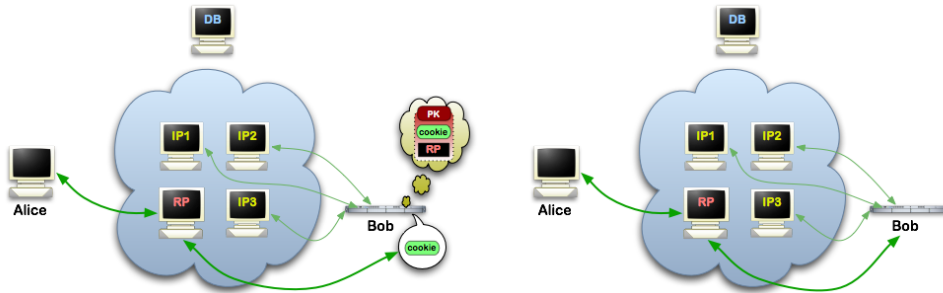 DB
PK
cookie
RP
IP1
IP2
Alice
RP
IP3
Bob
cookie
DB
IP1
IP2
Alice
RP
IP3
Bob